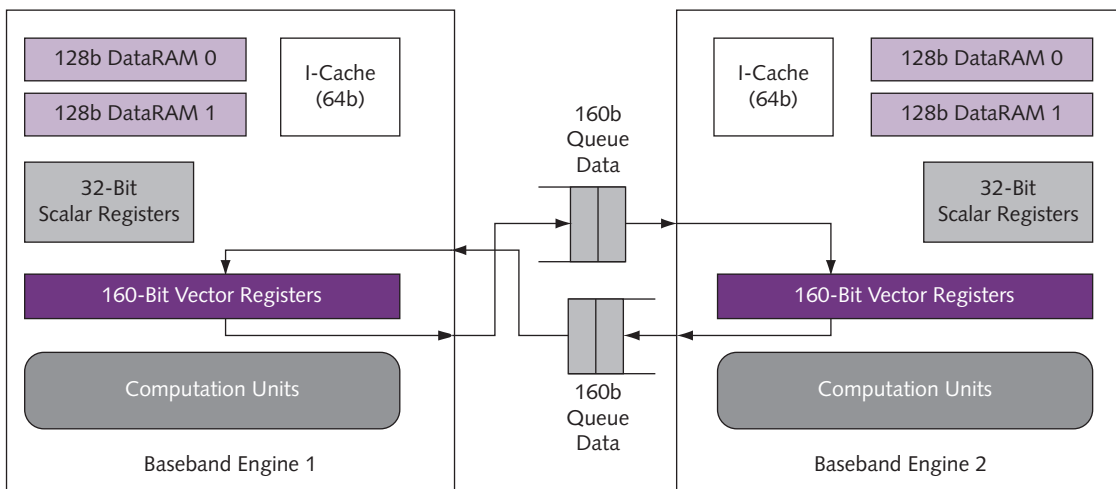 128b DataRAM 0
128b DataRAM 1
I-Cache
(64b)
32-Bit
Scalar Registers
160-Bit Vector Registers
Computation Units
Baseband Engine 1
160b
Queue
Data
160b
Queue
Data
I-Cache
(64b)
128b DataRAM 0
128b DataRAM 1
32-Bit
Scalar Registers
160-Bit Vector Registers
Computation Units
Baseband Engine 2